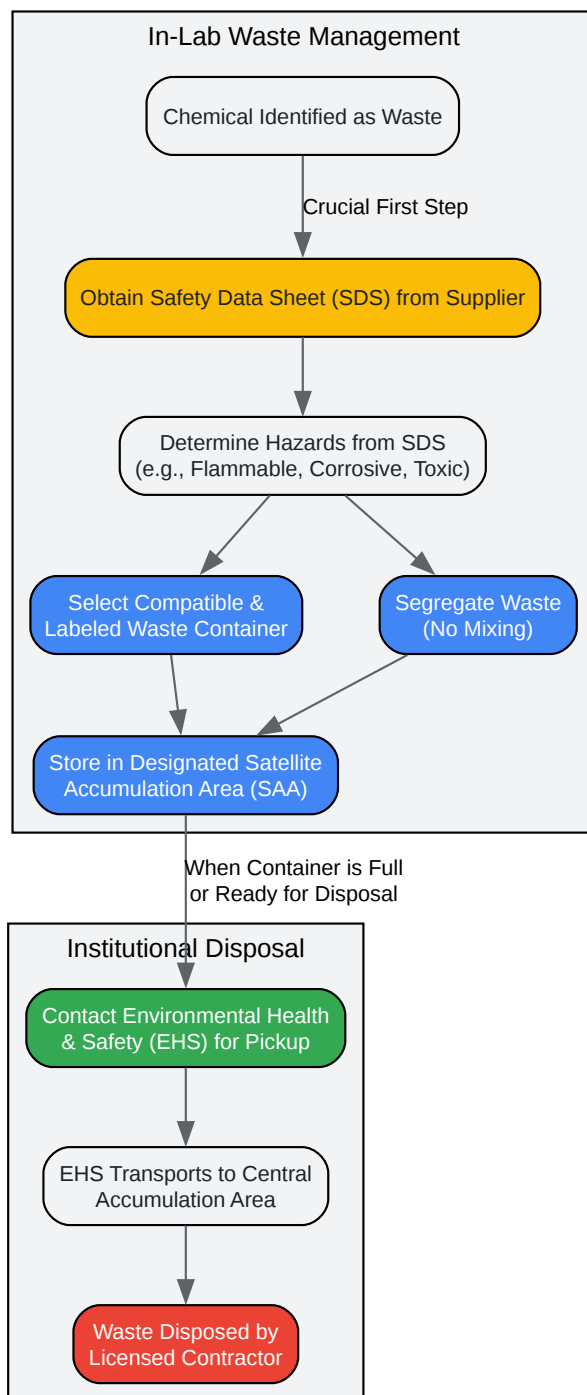 In-Lab Waste Management
Chemical Identified as Waste
Crucial First Step
Obtain Safety Data Sheet (SDS) from Supplier
Determine Hazards from SDS
(e.g., Flammable, Corrosive, Toxic)
Select Compatible &
Labeled Waste Container
Segregate Waste
(No Mixing)
Store in Designated Satellite
Accumulation Area (SAA)
When Container is Full
or Ready for Disposal
Institutional Disposal
Contact Environmental Health
& Safety (EHS) for Pickup
EHS Transports to Central
Accumulation Area
Waste Disposed by
Licensed Contractor